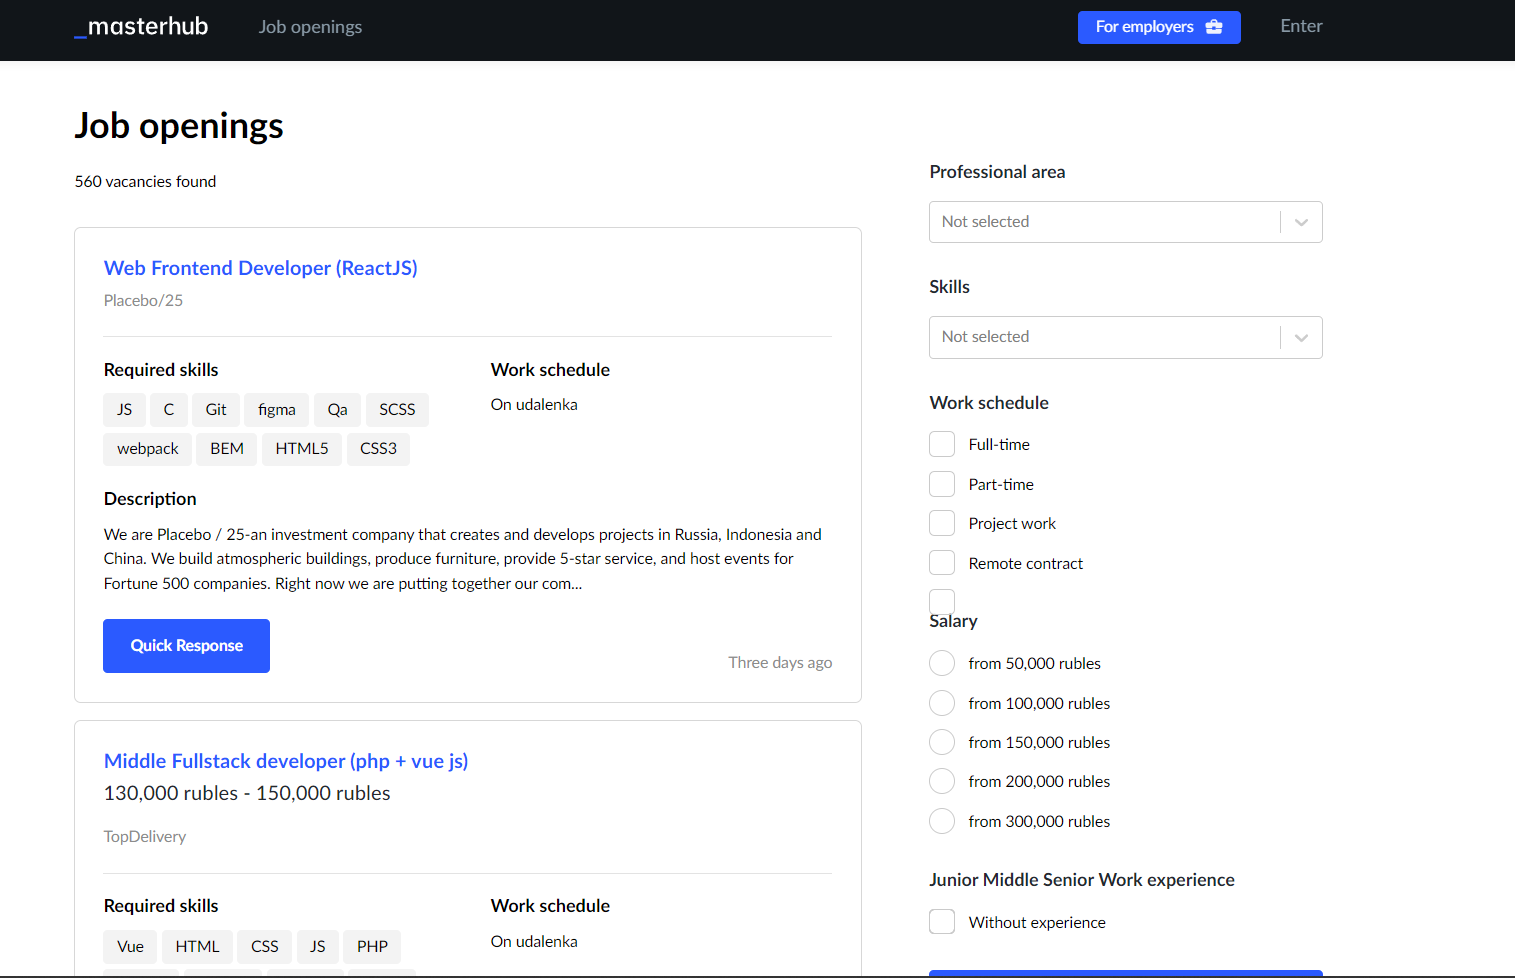 _masterhub
Job openings
For employers
Enter
Job openings
560 vacancies found
Web Frontend Developer (ReactJS)
Placebo/25
Required skills
JS C Git figma Qa SCSS
webpack BEM HTML5 CSS3
Work schedule
On udalenka
Description
We are Placebo / 25-an investment company that creates and develops projects in Russia, Indonesia and
China. We build atmospheric buildings, produce furniture, provide 5-star service, and host events for
Fortune 500 companies. Right now we are putting together our com...
Quick Response
Three days ago
Middle Fullstack developer (php + vue js)
130,000 rubles - 150,000 rubles
TopDelivery
Required skills
Vue HTML CSS JS PHP
Work schedule
On udalenka
Professional area
Not selected
Skills
Not selected
Work schedule
Full-time
Part-time
Project work
Remote contract
Salary
from 50,000 rubles
from 100,000 rubles
from 150,000 rubles
from 200,000 rubles
from 300,000 rubles
Junior Middle Senior Work experience
Without experience